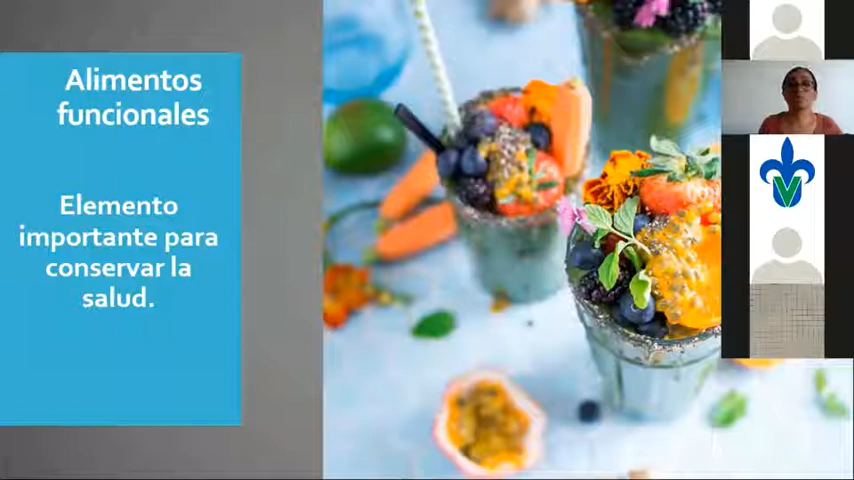 Alimentos
funcionales
Elemento
importante para
conservar la
salud.